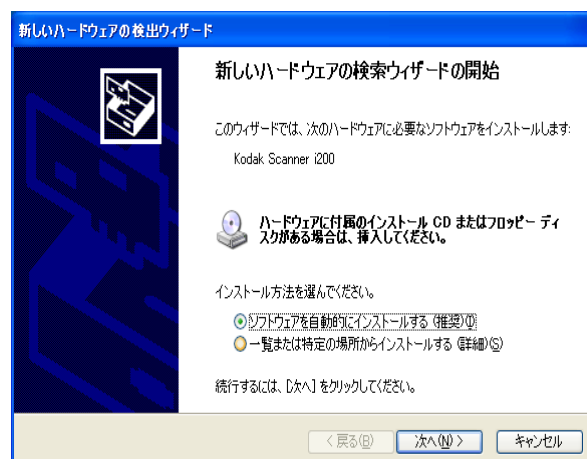 新しいハードウェアの検出ウィザード
新しいハードウェアの検索ウィザードの開始
このウィザードでは、次のハードウェアに必要なソフトウェアをインストールします:
Kodak Scanner i200
ハードウェアに付属のインストール CD またはフロッピー ディ
スクがある場合は、挿入してください。
インストール方法を選んでください。
ソフトウェアを自動的にインストールする (推奨)(I)
一覧または特定の場所からインストールする (詳細)(S)
続行するには、[次へ] をクリックしてください。
< 戻る(B) 次へ(N) > キャンセル